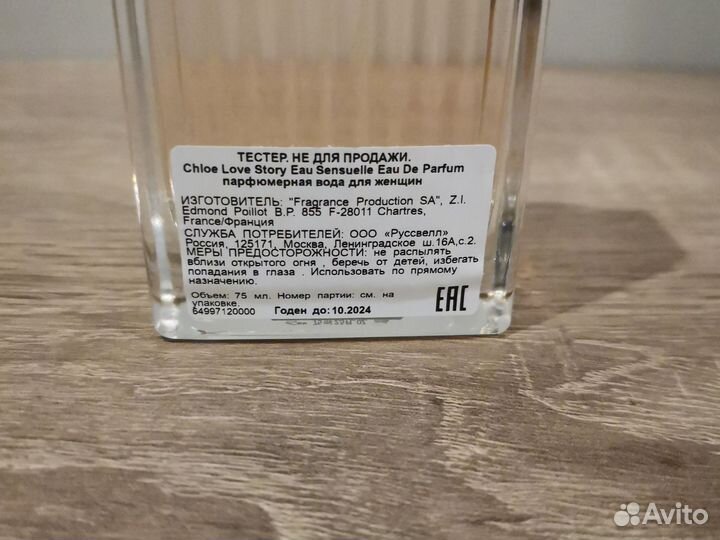 ТЕСТЕР. НЕ ДЛЯ ПРОДАЖИ.
Chloe Love Story Eau Sensuelle Eau De Parfum
парфюмерная вода для женщин
ИЗГОТОВИТЕЛЬ: "Fragrance Production SA", Z.I.
Edmond Poillot B.P. 855 F-28011 Chartres,
France/Франция
СЛУЖБА ПОТРЕБИТЕЛЕЙ: ООО «Руссвелл»
Россия, 125171, Москва, Ленинградское ш.16А,с.2.
МЕРЫ ПРЕДОСТОРОЖНОСТИ: не распылять
вблизи открытого огня , беречь от детей, избегать
попадания в глаза . Использовать по прямому
назначению.
Объем: 75 мл. Номер партии: см. на
упаковке.
64997120000 Годен до:10.2024
EAC
Avito